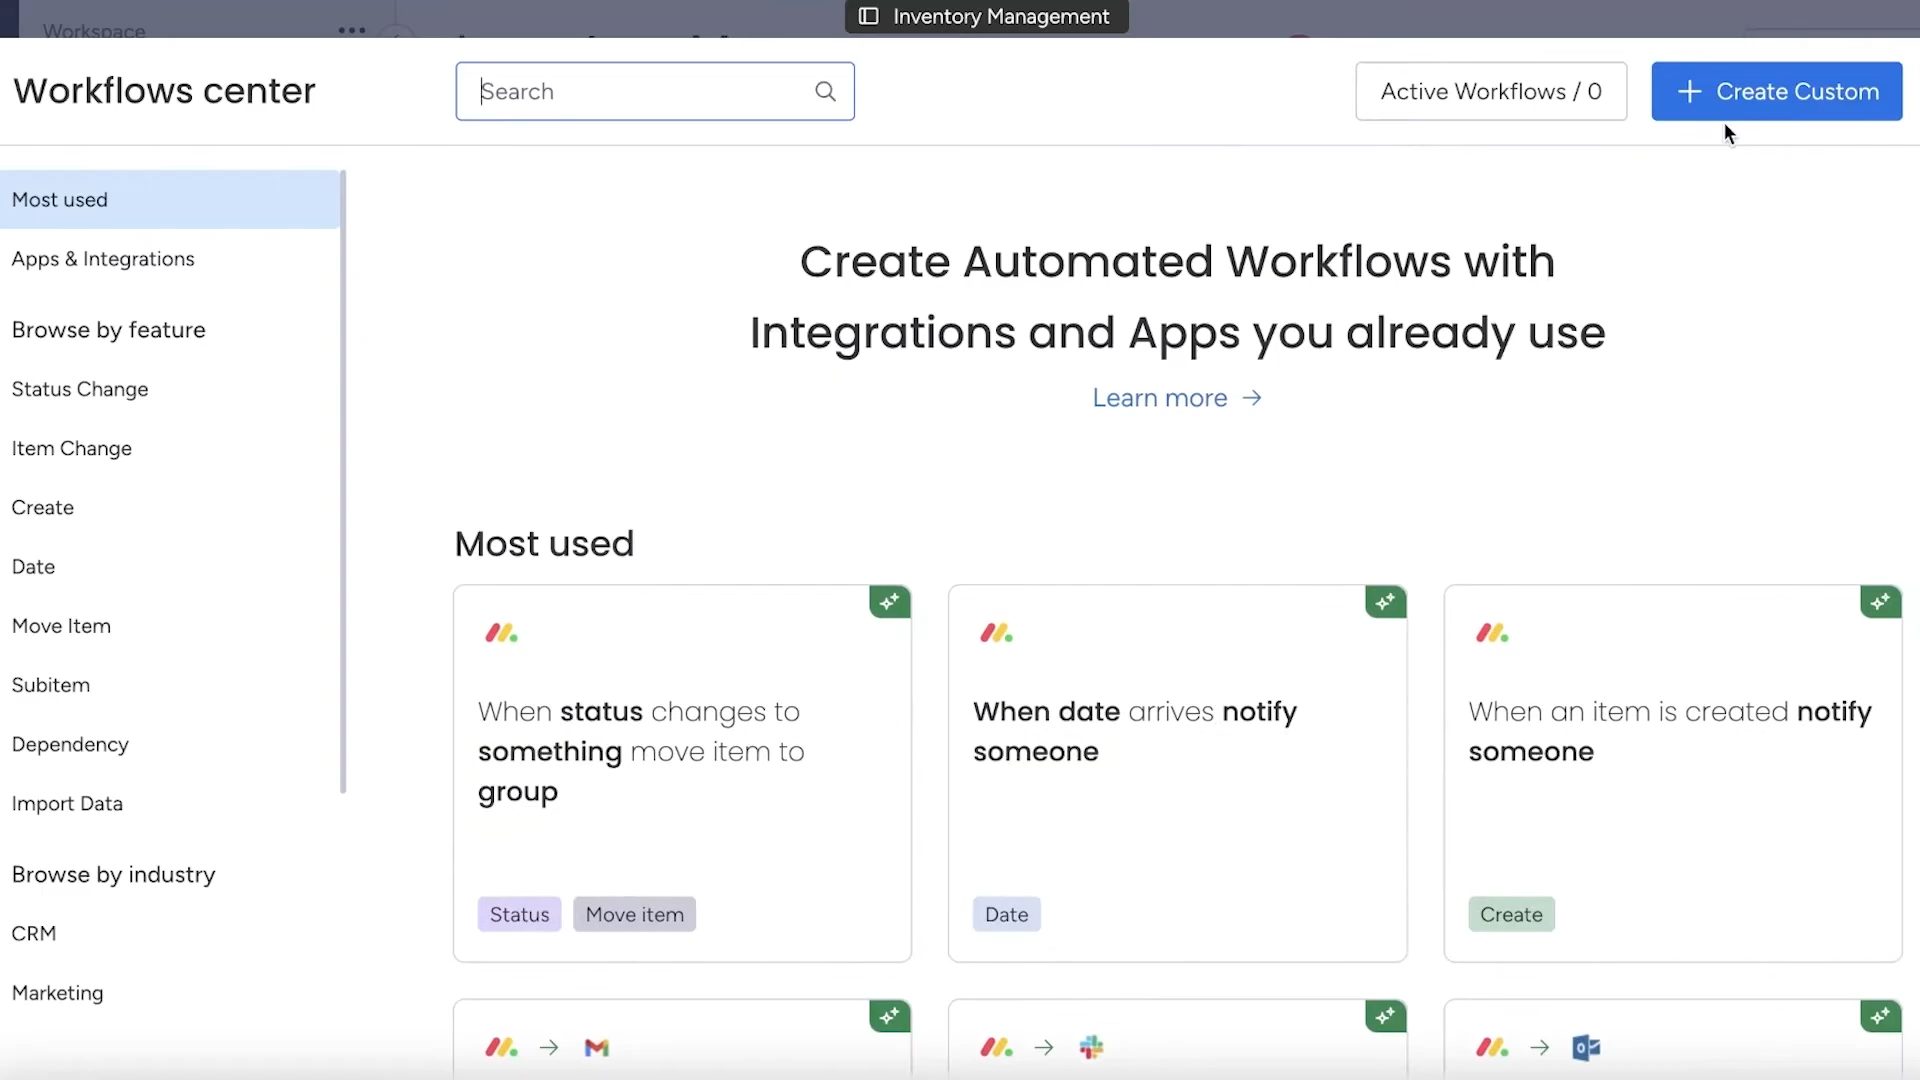 Workspace
Inventory Management
Workflows center
Search
Active Workflows / 0
Create Custom
Most used
Apps & Integrations
Browse by feature
Status Change
Item Change
Create
Date
Move Item
Subitem
Dependency
Import Data
Browse by industry
CRM
Marketing
Create Automated Workflows with
Integrations and Apps you already use
Learn more →
Most used
When status changes to
something move item to
group
Status
Move item
When date arrives notify
someone
Date
When an item is created notify
someone
Create